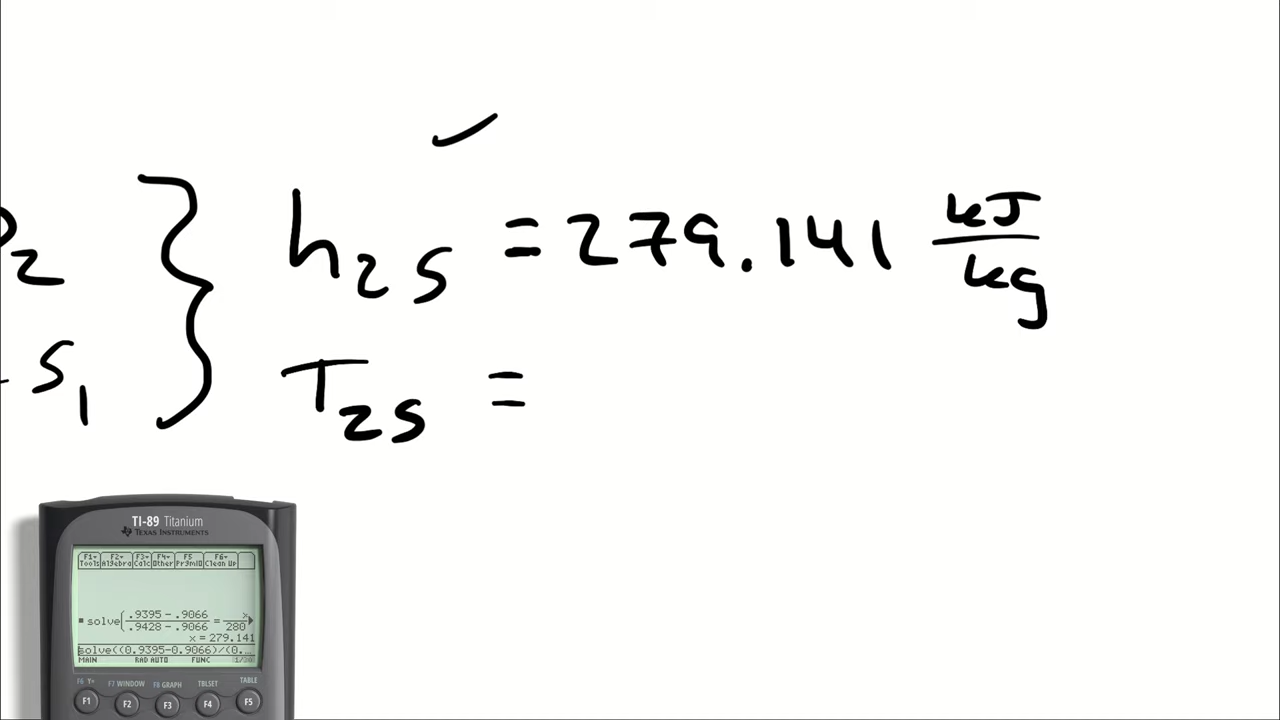 P2
s1
h2s = 279.141 kJ/kg
T2s =
TI-89 Titanium
TEXAS INSTRUMENTS
F1 F2 F3 F4 F5 F6
Tools Algebra Calc Other PrgmIO Clean Up
solve(.9395 - .9066/.9428 - .9066 = x/280
x = 279.141
solve((0.9395-0.9066)/(0...
MAIN RAD AUTO FUNC 1/30
F6 Y= F7 WINDOW F8 GRAPH TBLSET TABLE
F1 F2 F3 F4 F5